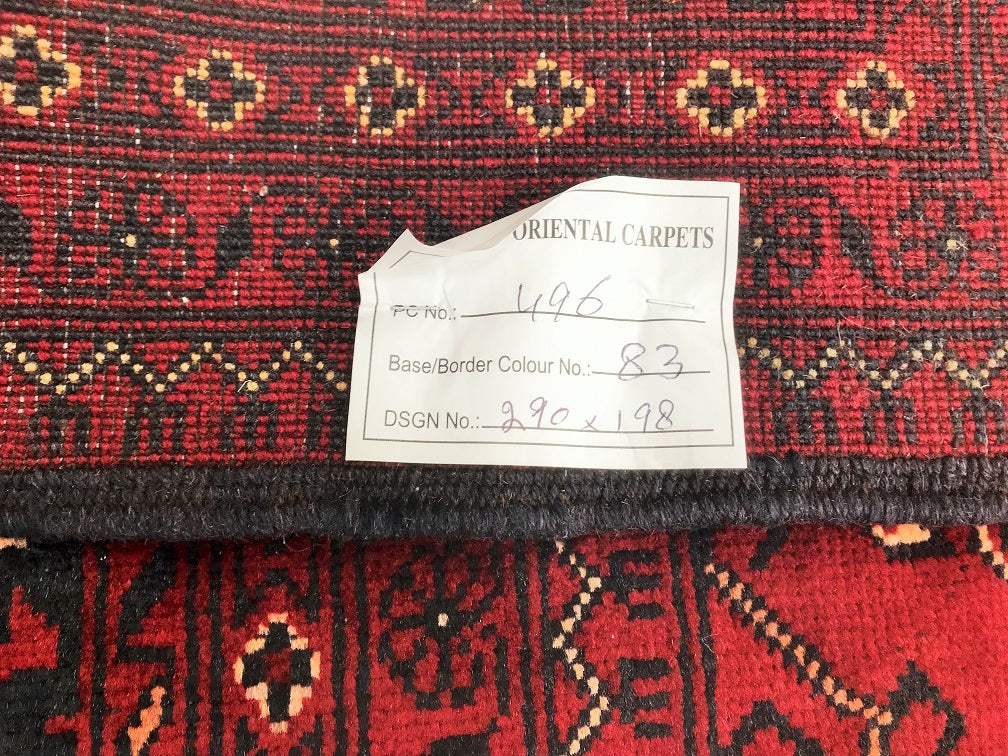 ORIENTAL CARPETS
PC No.: 496
Base/Border Colour No.: 83
DSGN No.: 290 x 198